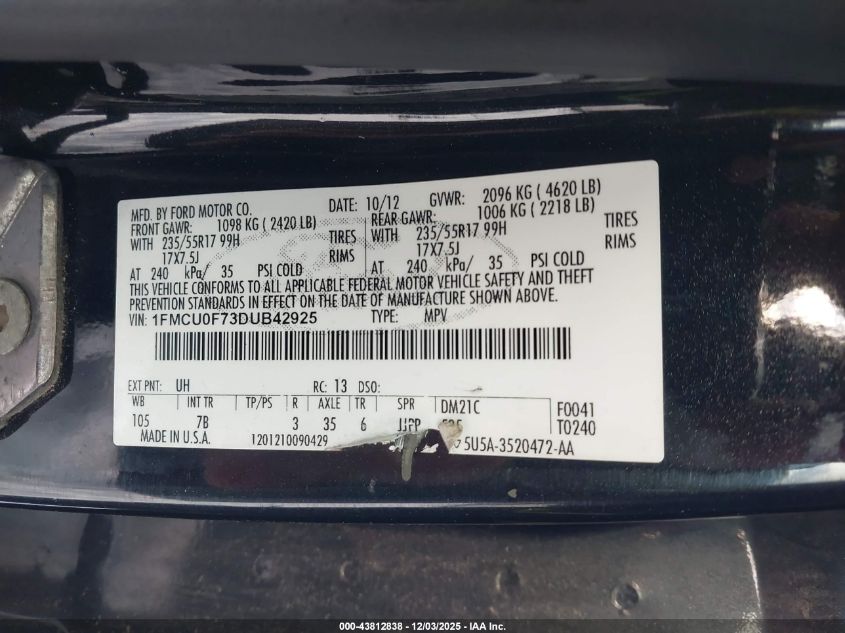 MFD. BY FORD MOTOR CO. DATE: 10/12 GVWR: 2096 KG ( 4620 LB)
FRONT GAWR: 1098 KG ( 2420 LB) REAR GAWR: 1006 KG ( 2218 LB)
WITH 235/55R17 99H TIRES WITH 235/55R17 99H TIRES
17X7.5J RIMS 17X7.5J RIMS
AT 240 kPa/ 35 PSI COLD AT 240 kPa/ 35 PSI COLD
THIS VEHICLE CONFORMS TO ALL APPLICABLE FEDERAL MOTOR VEHICLE SAFETY AND THEFT
PREVENTION STANDARDS IN EFFECT ON THE DATE OF MANUFACTURE SHOWN ABOVE.
VIN: 1FMCU0F73DUB42925 TYPE: MPV
EXT PNT: UH RC: 13 DSO:
WB INT TR TP/PS R AXLE TR SPR DM21C F0041
105 7B 3 35 6 JJPP T0240
MADE IN U.S.A. 1201210090429 5U5A-3520472-AA
000-43812838 - 12/03/2025 - IAA Inc.